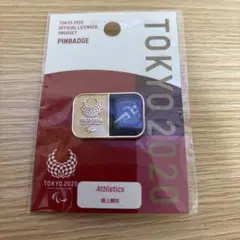 TOKYO 2020
OFFICIAL LICENSED
PRODUCT
PINBADGE
TOKYO 2020
TOKYO 2020
Athletics
陸上競技